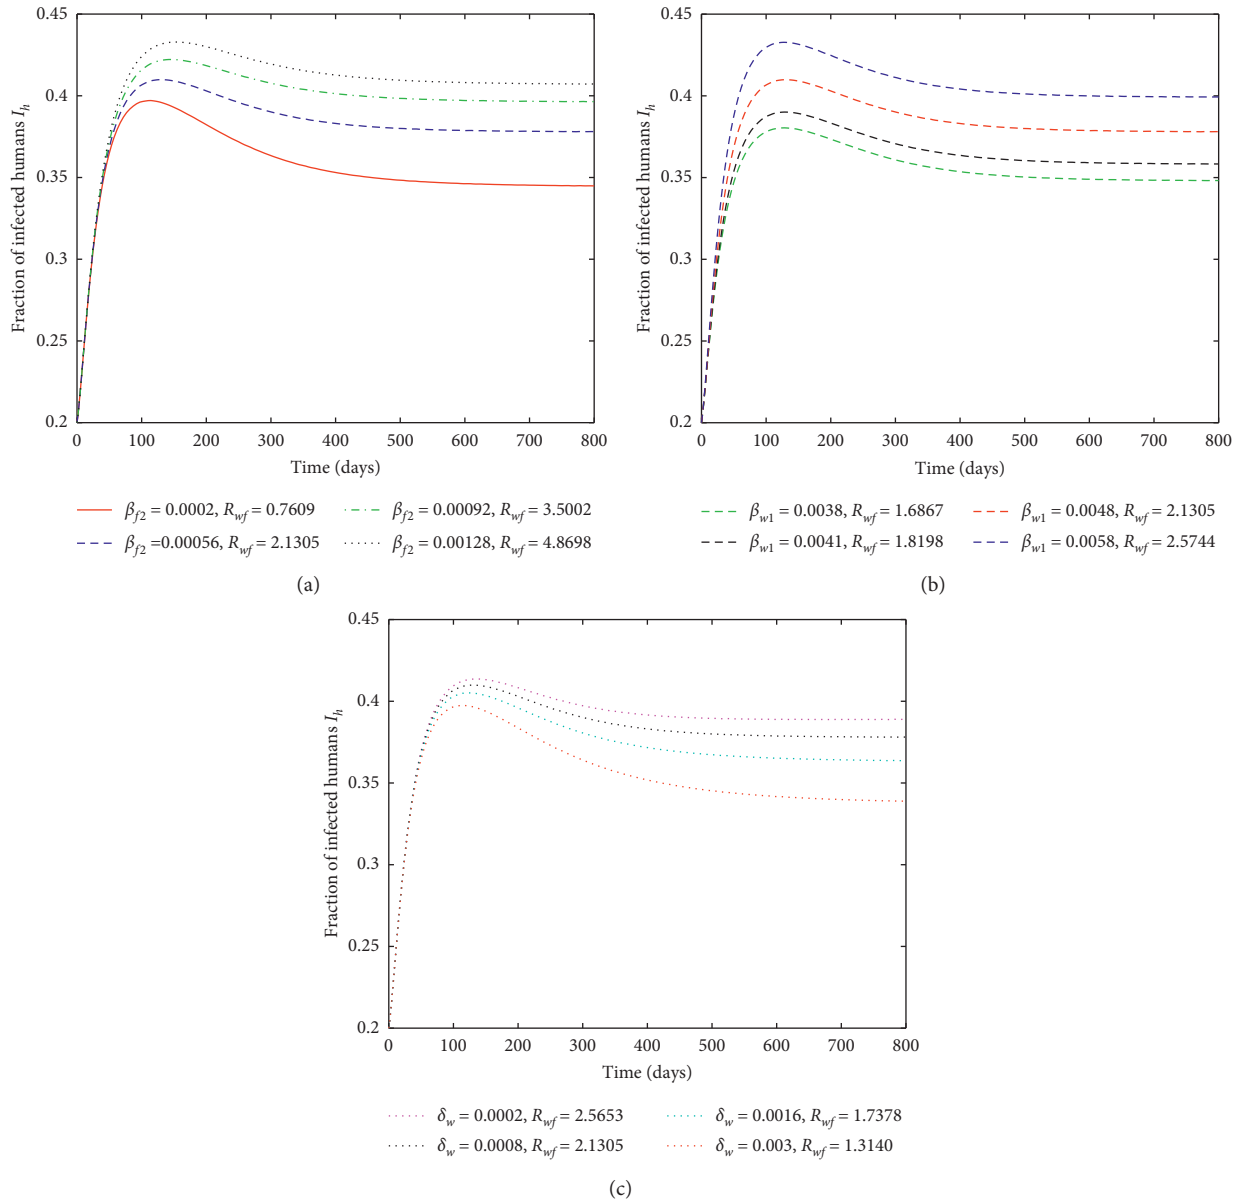 0.45
0.4
0.35
0.3
0.25
0.2
Fraction of infected humans I_h
0 100 200 300 400 500 600 700 800
Time (days)
β_f2 = 0.0002, R_wf = 0.7609
β_f2 = 0.00092, R_wf = 3.5002
β_f2 =0.00056, R_wf = 2.1305
β_f2 = 0.00128, R_wf = 4.8698
(a)
0.45
0.4
0.35
0.3
0.25
0.2
Fraction of infected humans I_h
0 100 200 300 400 500 600 700 800
Time (days)
β_w1 = 0.0038, R_wf = 1.6867
β_w1 = 0.0048, R_wf = 2.1305
β_w1 = 0.0041, R_wf = 1.8198
β_w1 = 0.0058, R_wf = 2.5744
(b)
0.45
0.4
0.35
0.3
0.25
0.2
Fraction of infected humans I_h
0 100 200 300 400 500 600 700 800
Time (days)
δ_w = 0.0002, R_wf = 2.5653
δ_w = 0.0016, R_wf = 1.7378
δ_w = 0.0008, R_wf = 2.1305
δ_w = 0.003, R_wf = 1.3140
(c)